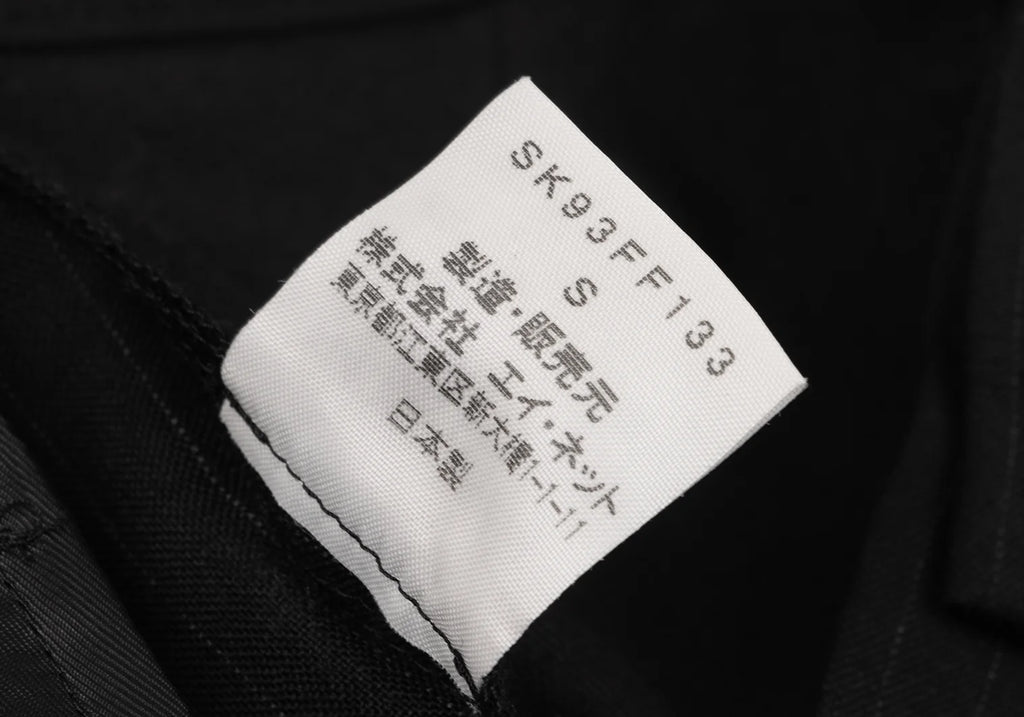 SK93FF133
S
製造・販売元
株式会社 エイ・ネット
東京都江東区新大橋1-1-11
日本製